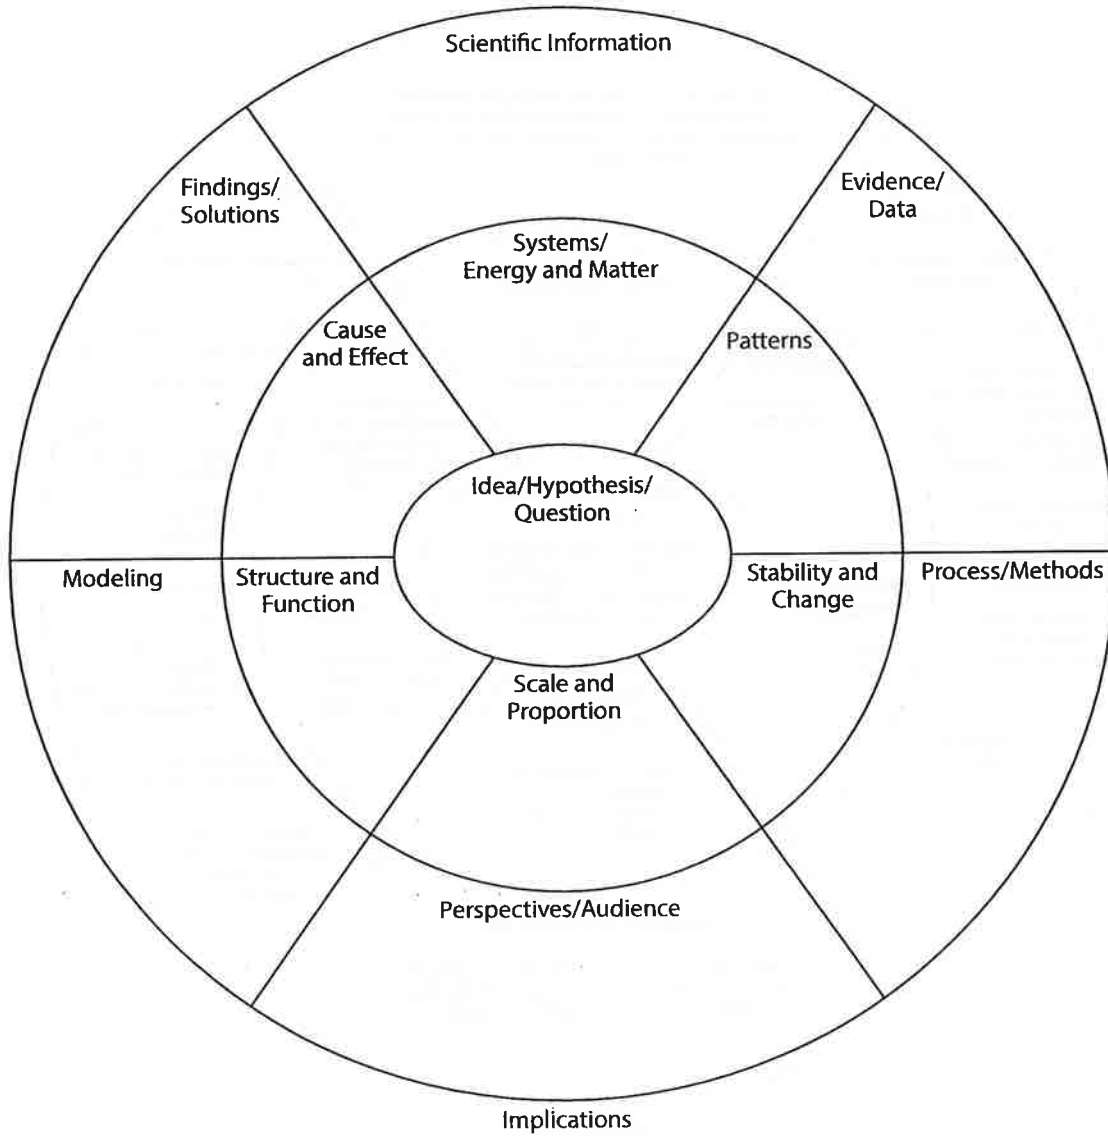 Scientific Information
Findings/
Solutions
Evidence/
Data
Systems/
Energy and Matter
Cause
and Effect
Patterns
Idea/Hypothesis/
Question
Modeling
Structure and
Function
Stability and
Change
Process/Methods
Scale and
Proportion
Perspectives/Audience
Implications